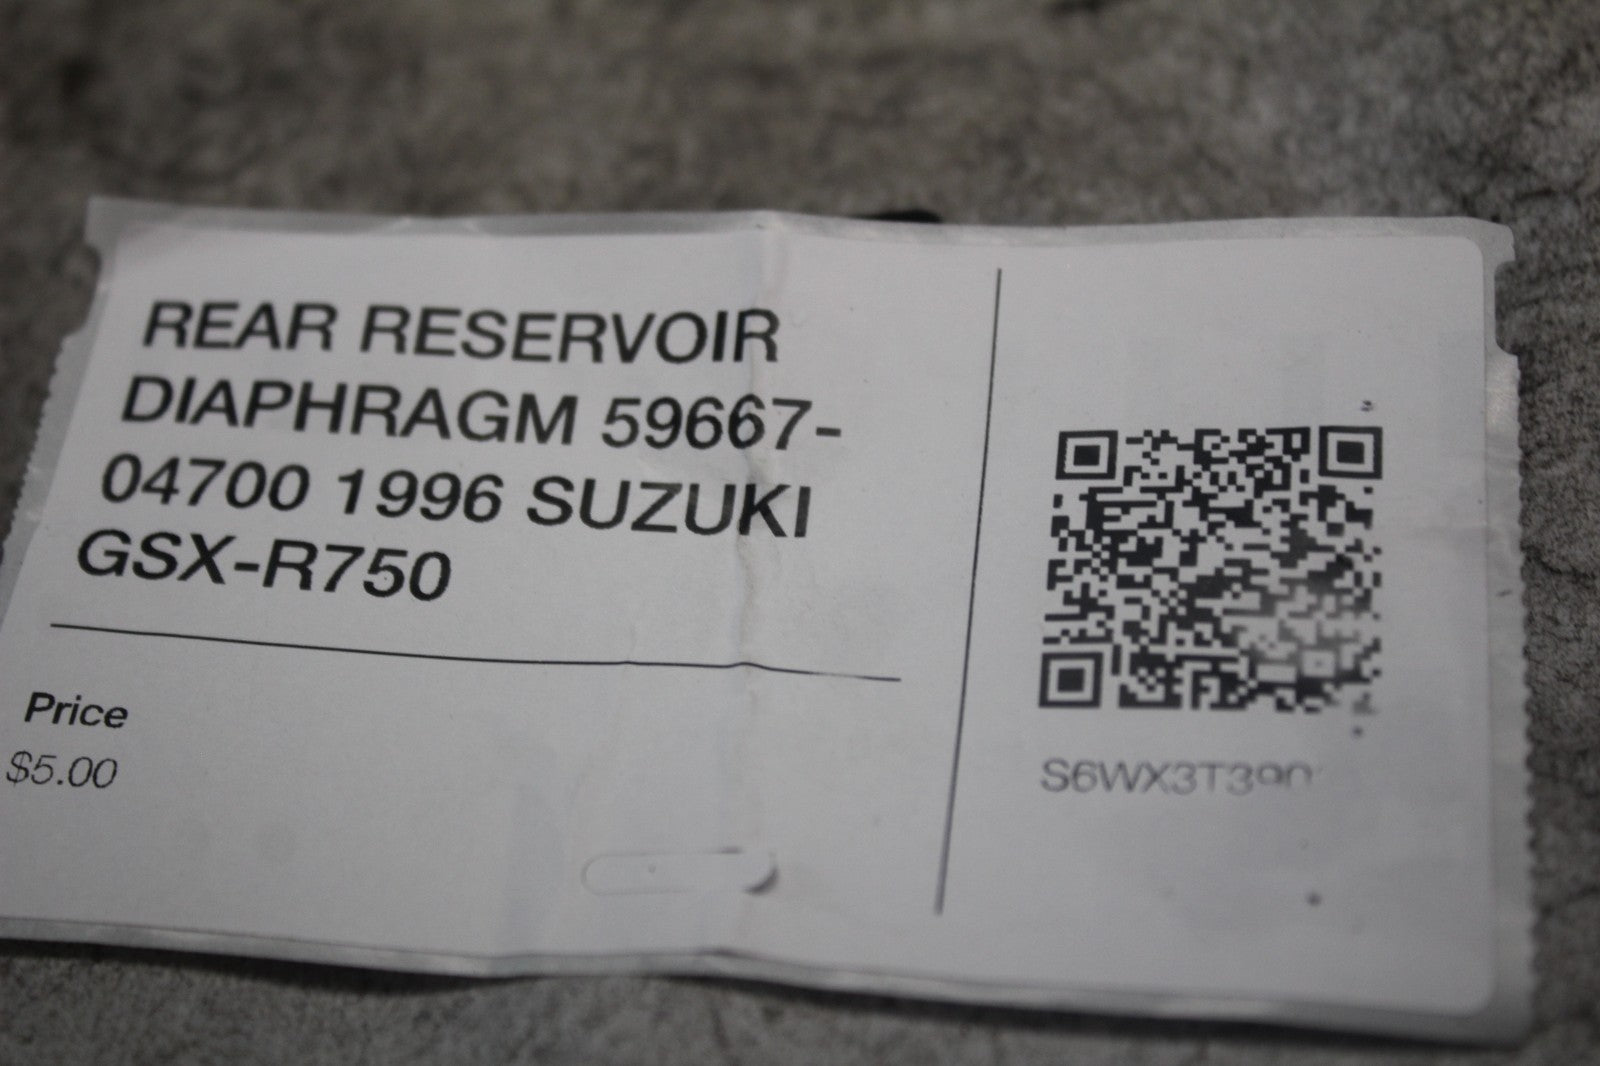 REAR RESERVOIR
DIAPHRAGM 59667-
04700 1996 SUZUKI
GSX-R750
Price
$5.00